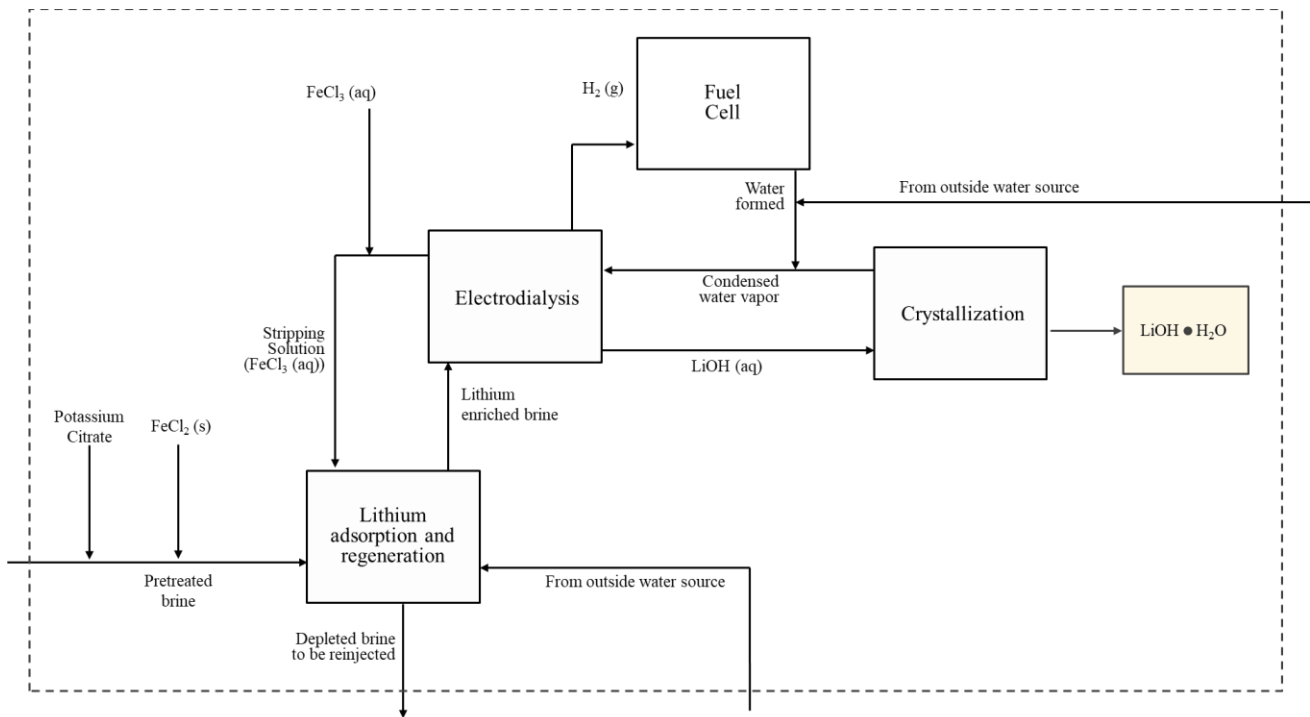 FeCl₃ (aq)
H₂ (g)
Fuel
Cell
Water
formed
From outside water source
Electrodialysis
Condensed
water vapor
Crystallization
LiOH ● H₂O
Stripping
Solution
(FeCl₃ (aq))
LiOH (aq)
Lithium
enriched brine
Potassium
Citrate
FeCl₂ (s)
Lithium
adsorption and
regeneration
Pretreated
brine
From outside water source
Depleted brine
to be reinjected